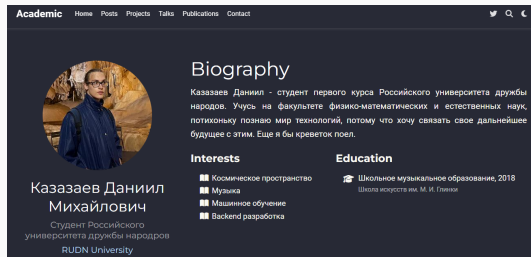 Academic Home Posts Projects Talks Publications Contact
Biography
Казазаев Даниил - студент первого курса Российского университета дружбы
народов. Учусь на факультете физико-математических и естественных наук,
потихоньку познаю мир технологий, потому что хочу связать свое дальнейшее
будущее с этим. Еще я бы креветок поел.
Казазаев Даниил
Михайлович
Студент Российского
университета дружбы народров
RUDN University
Interests
Космическое пространство
Музыка
Машинное обучение
Backend разработка
Education
Школьное музыкальное образование, 2018
Школа искусств им. М. И. Глинки